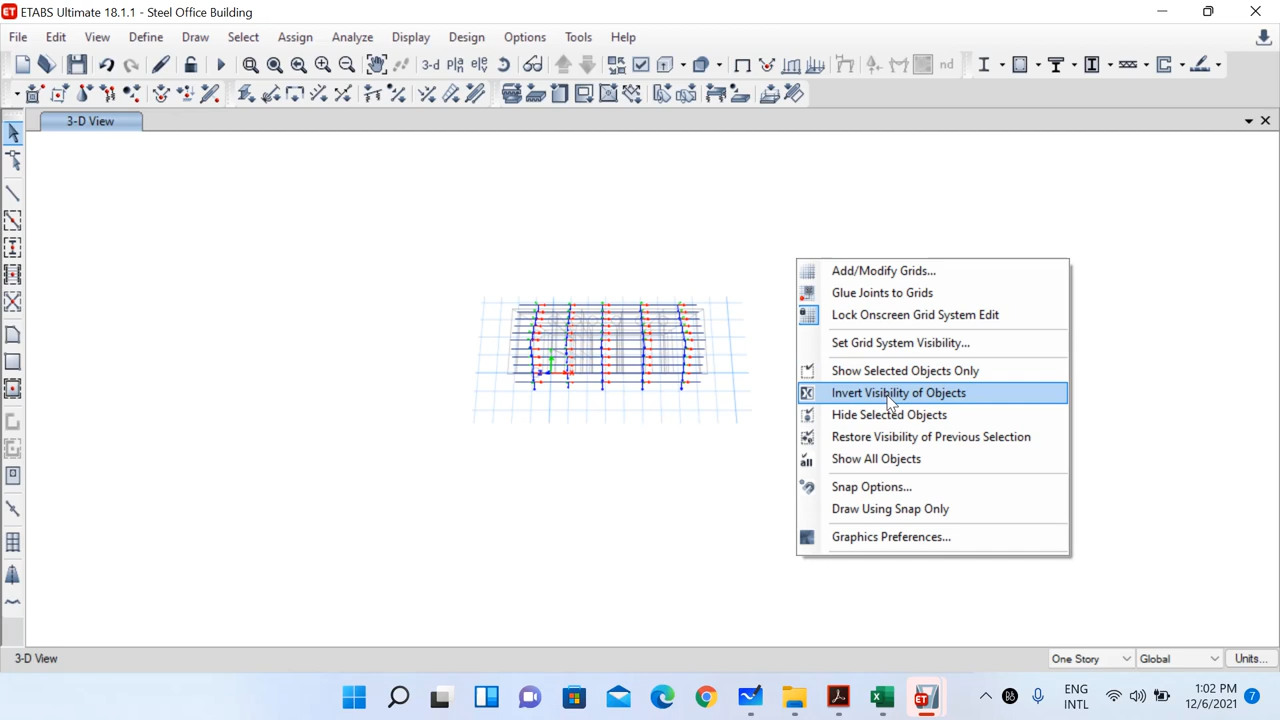 ETABS Ultimate 18.1.1 - Steel Office Building
File Edit View Define Draw Select Assign Analyze Display Design Options Tools Help
3-d nd
3-D View
Add/Modify Grids...
Glue Joints to Grids
Lock Onscreen Grid System Edit
Set Grid System Visibility...
Show Selected Objects Only
Invert Visibility of Objects
Hide Selected Objects
Restore Visibility of Previous Selection
all Show All Objects
Snap Options...
Draw Using Snap Only
Graphics Preferences...
3-D View One Story Global Units...
ENG
INTL
1:02 PM
12/6/2021
7